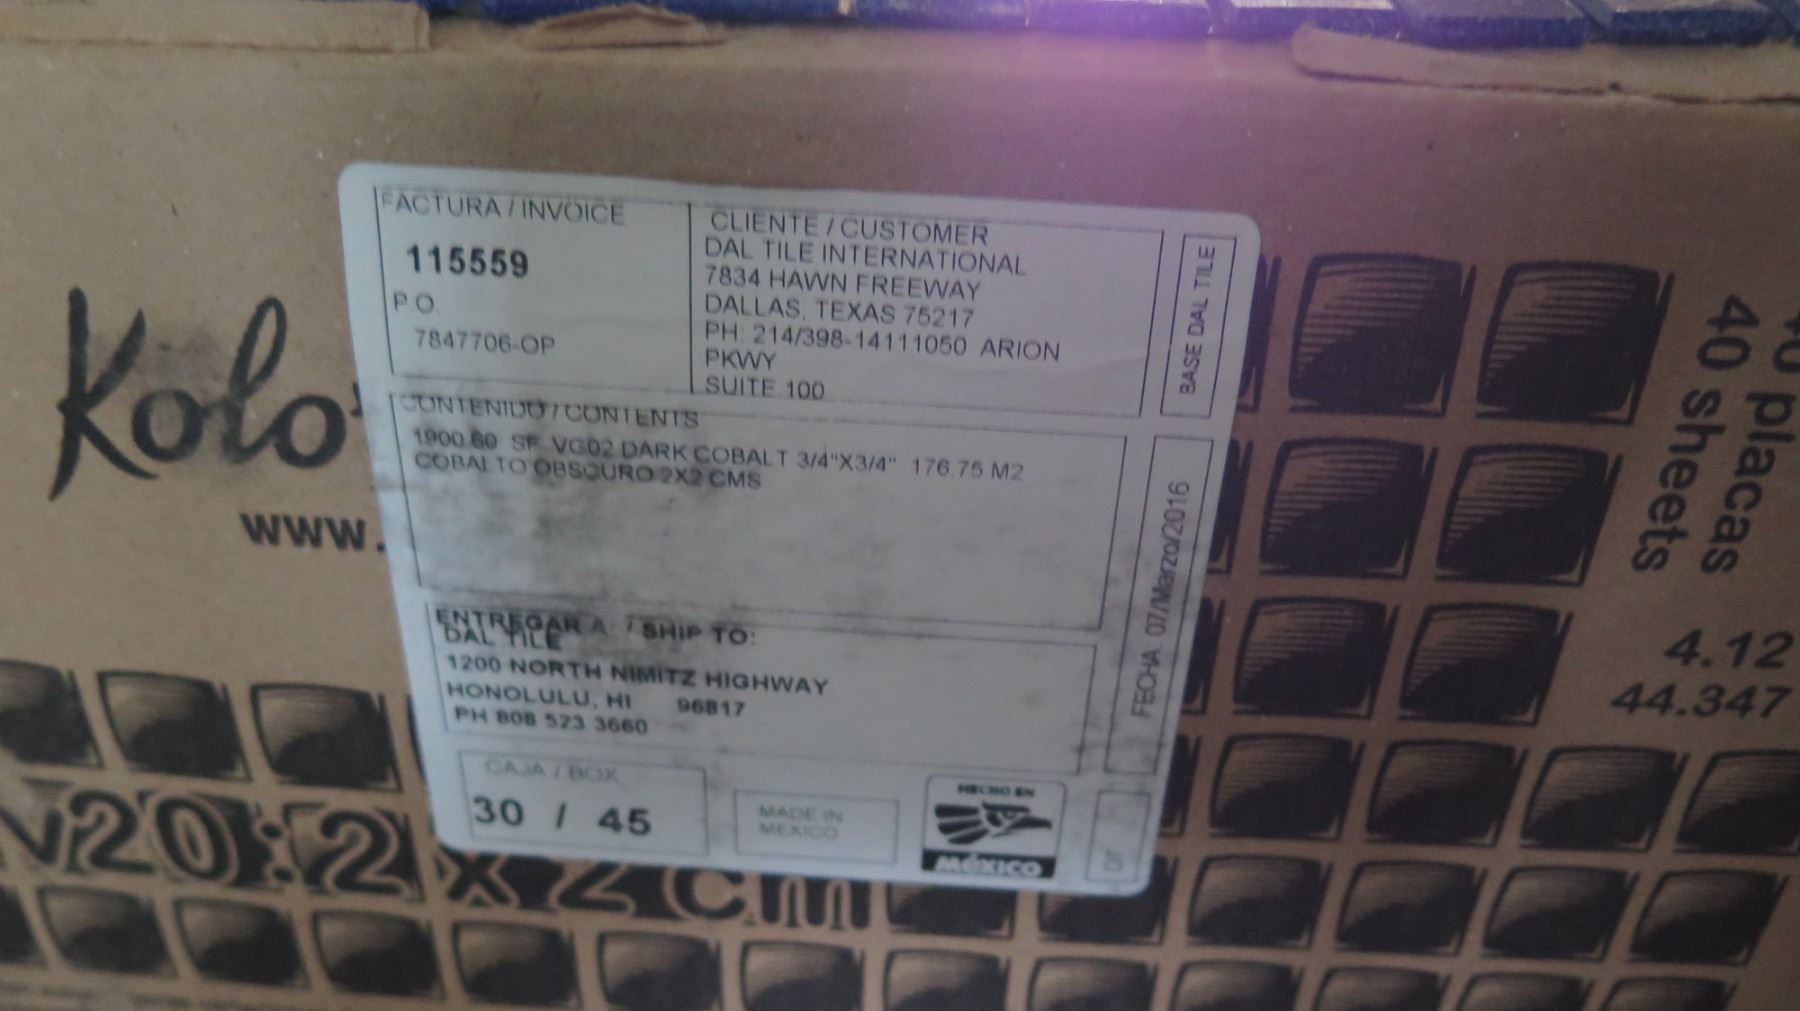 FACTURA / INVOICE
115559
P O.
7847706-OP
CLIENTE / CUSTOMER
DAL TILE INTERNATIONAL
7834 HAWN FREEWAY
DALLAS, TEXAS 75217
PH: 214/398-14111050 ARION
PKWY
SUITE 100
BASE DAL TILE
CONTENIDO / CONTENTS
1900.60 SF VG02 DARK COBALT 3/4"X3/4" 176.75 M2
COBALTO OBSCURO 2X2 CMS
FECHA 07/Marzo/2016
ENTREGAR A: / SHIP TO:
DAL TILE
1200 NORTH NIMITZ HIGHWAY
HONOLULU, HI 96817
PH 808 523 3660
CAJA / BOX
30 / 45
MADE IN
MEXICO
HECHO EN
MÉXICO
Kolo
www.
v20:2 x 2 cm
40 placas
40 sheets
4.12
44.347